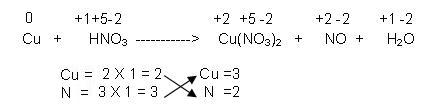 0 +1+5-2 +2 +5 -2 +2 -2 +1 -2
Cu + HNO₃ -----------> Cu(NO₃)₂ + NO + H₂O
Cu = 2 X 1 = 2 Cu =3
N = 3 X 1 = 3 N =2